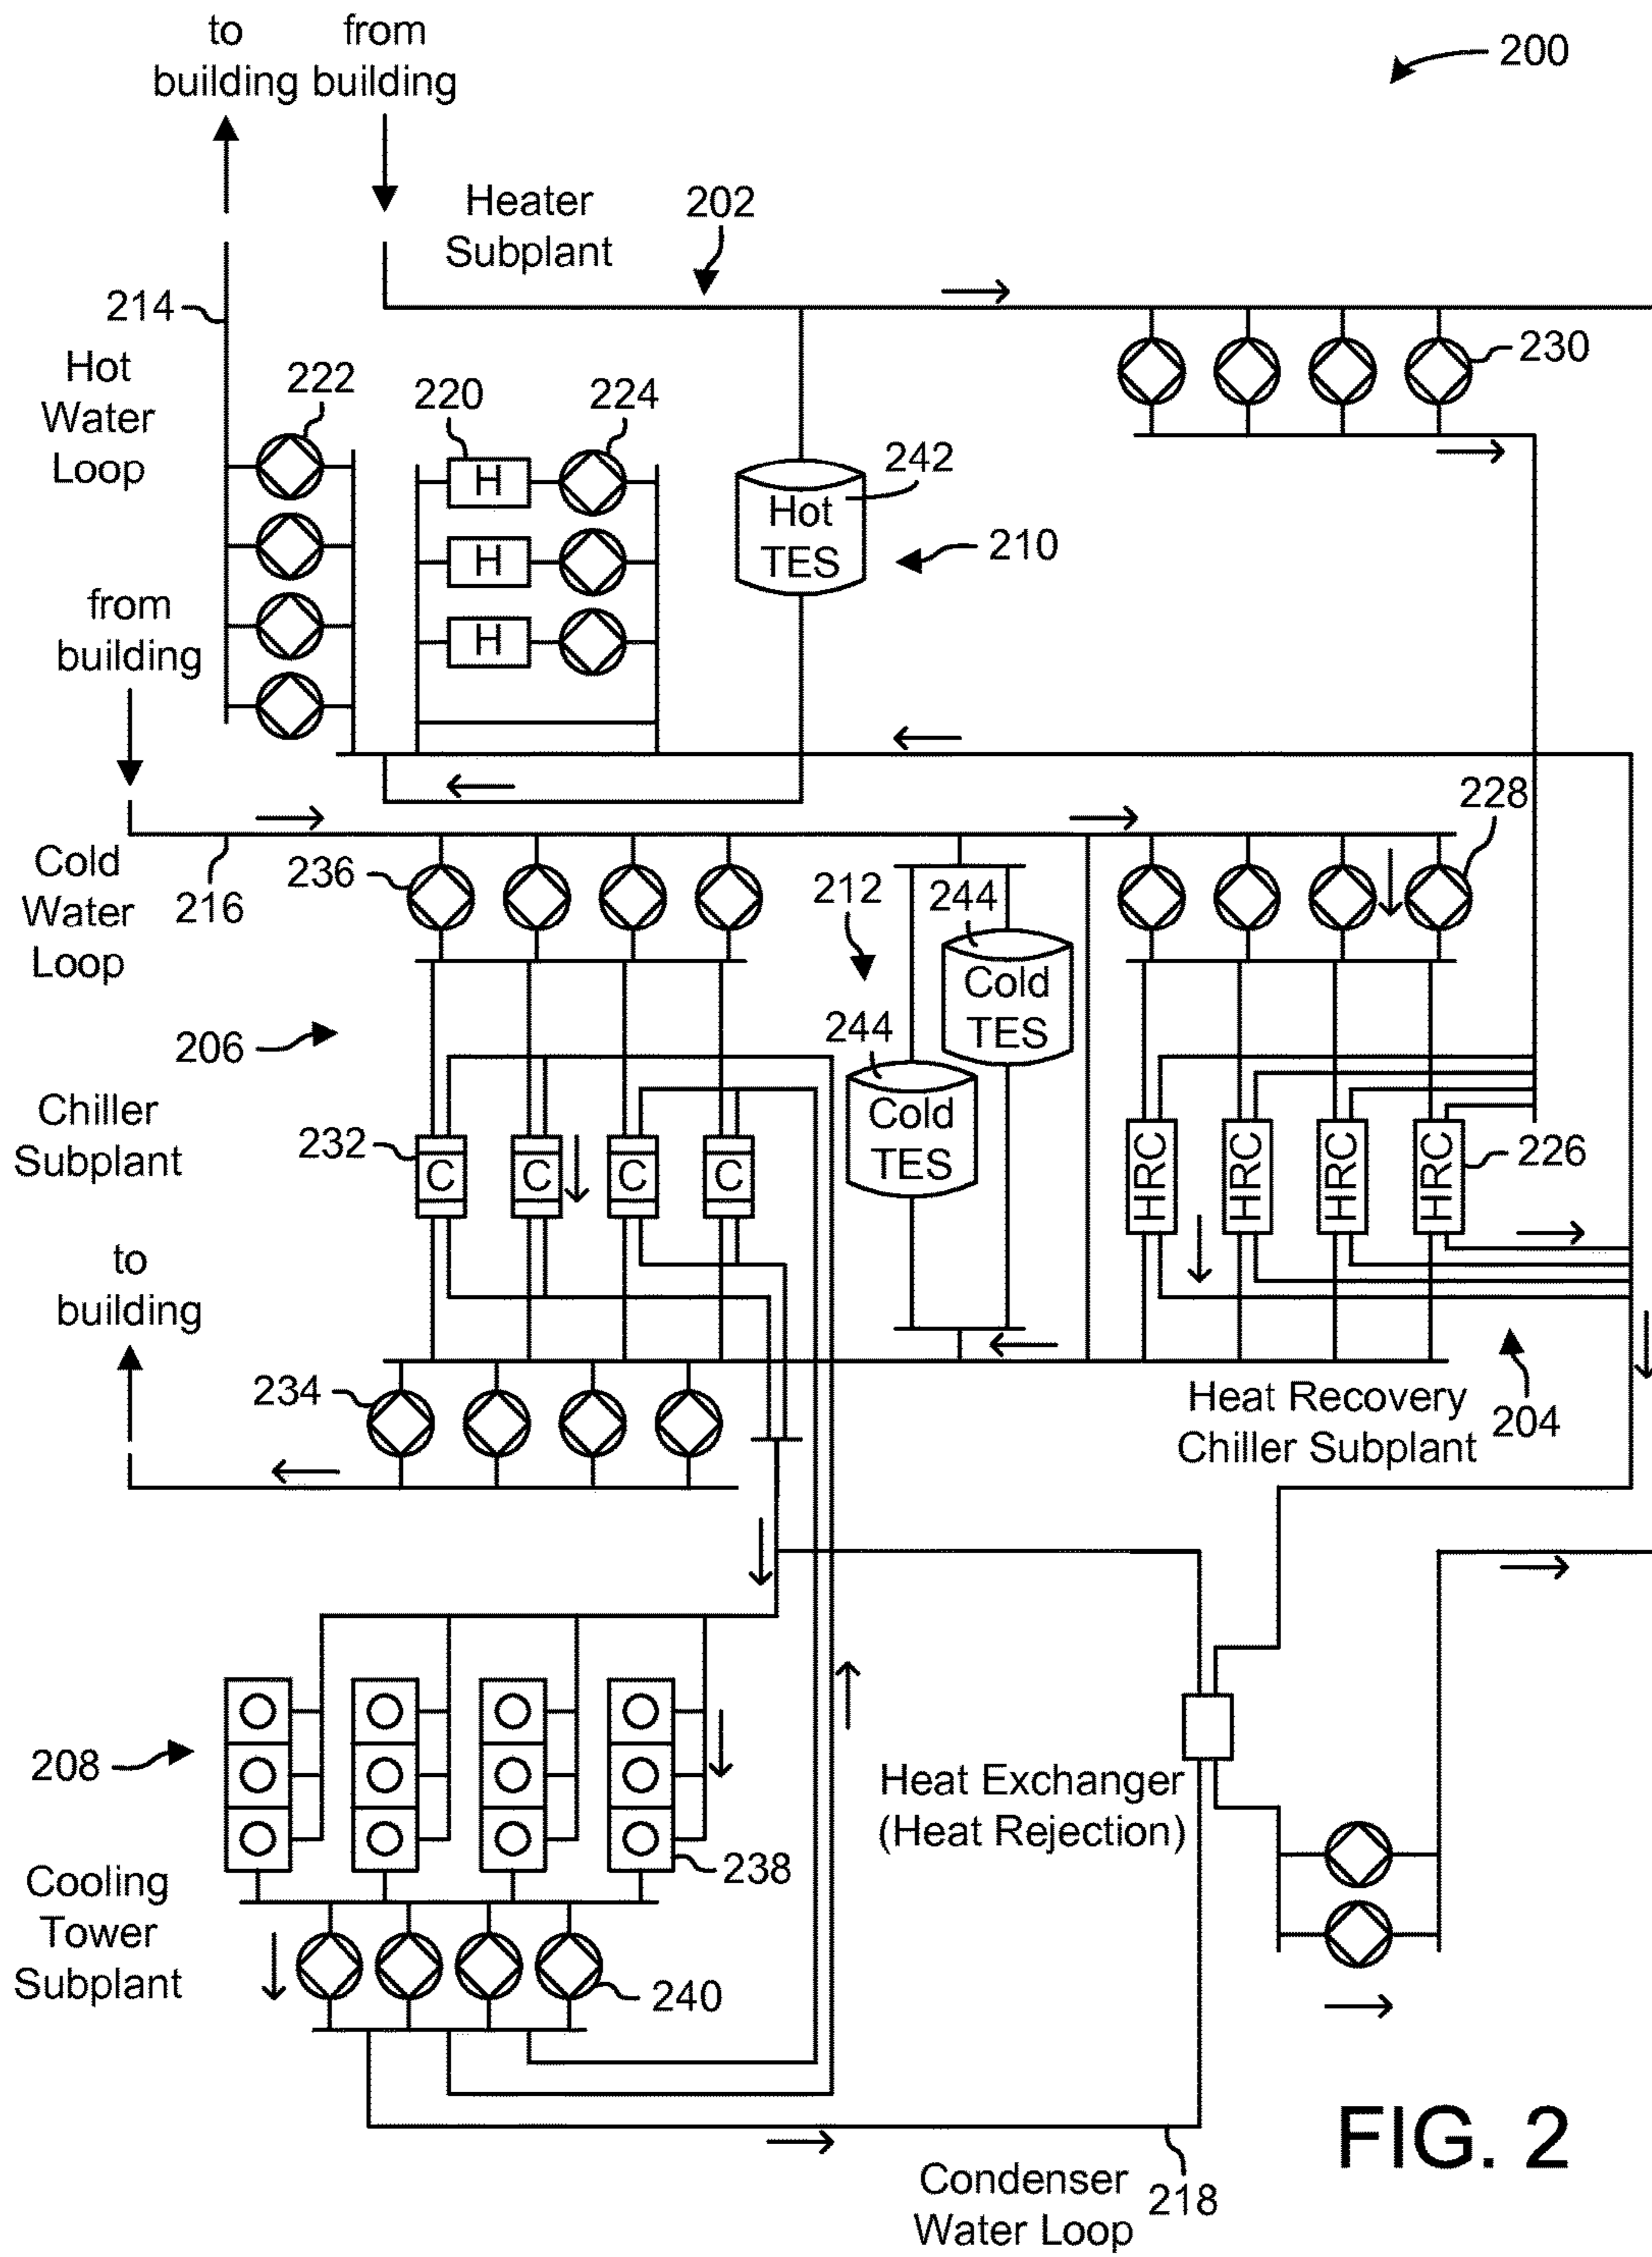 to from
building building
200
Heater
Subplant
202
214
Hot
Water
Loop
222
220
224
230
H
H
H
242
Hot
TES
210
from
building
228
Cold
Water
Loop
216
236
212
244
Cold
TES
244
Cold
TES
206
Chiller
Subplant
232
C
C
C
C
HRC
HRC
HRC
HRC
226
to
building
234
Heat Recovery
Chiller Subplant
204
208
Heat Exchanger
(Heat Rejection)
238
Cooling
Tower
Subplant
240
FIG. 2
Condenser
Water Loop
218